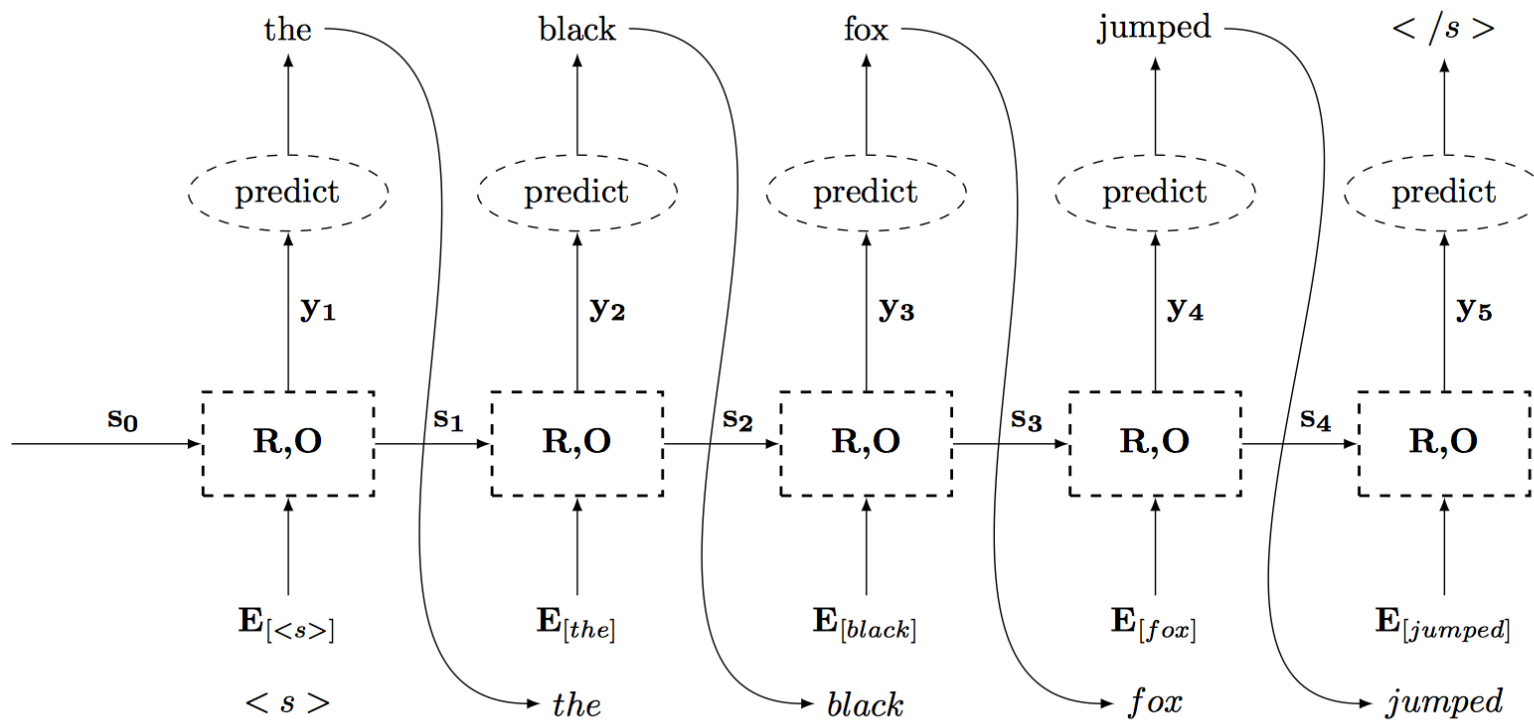 the black fox jumped < /s >
predict predict predict predict predict
y1 y2 y3 y4 y5
s0 R,O s1 R,O s2 R,O s3 R,O s4 R,O
E[<s>] E[the] E[black] E[fox] E[jumped]
< s > the black fox jumped